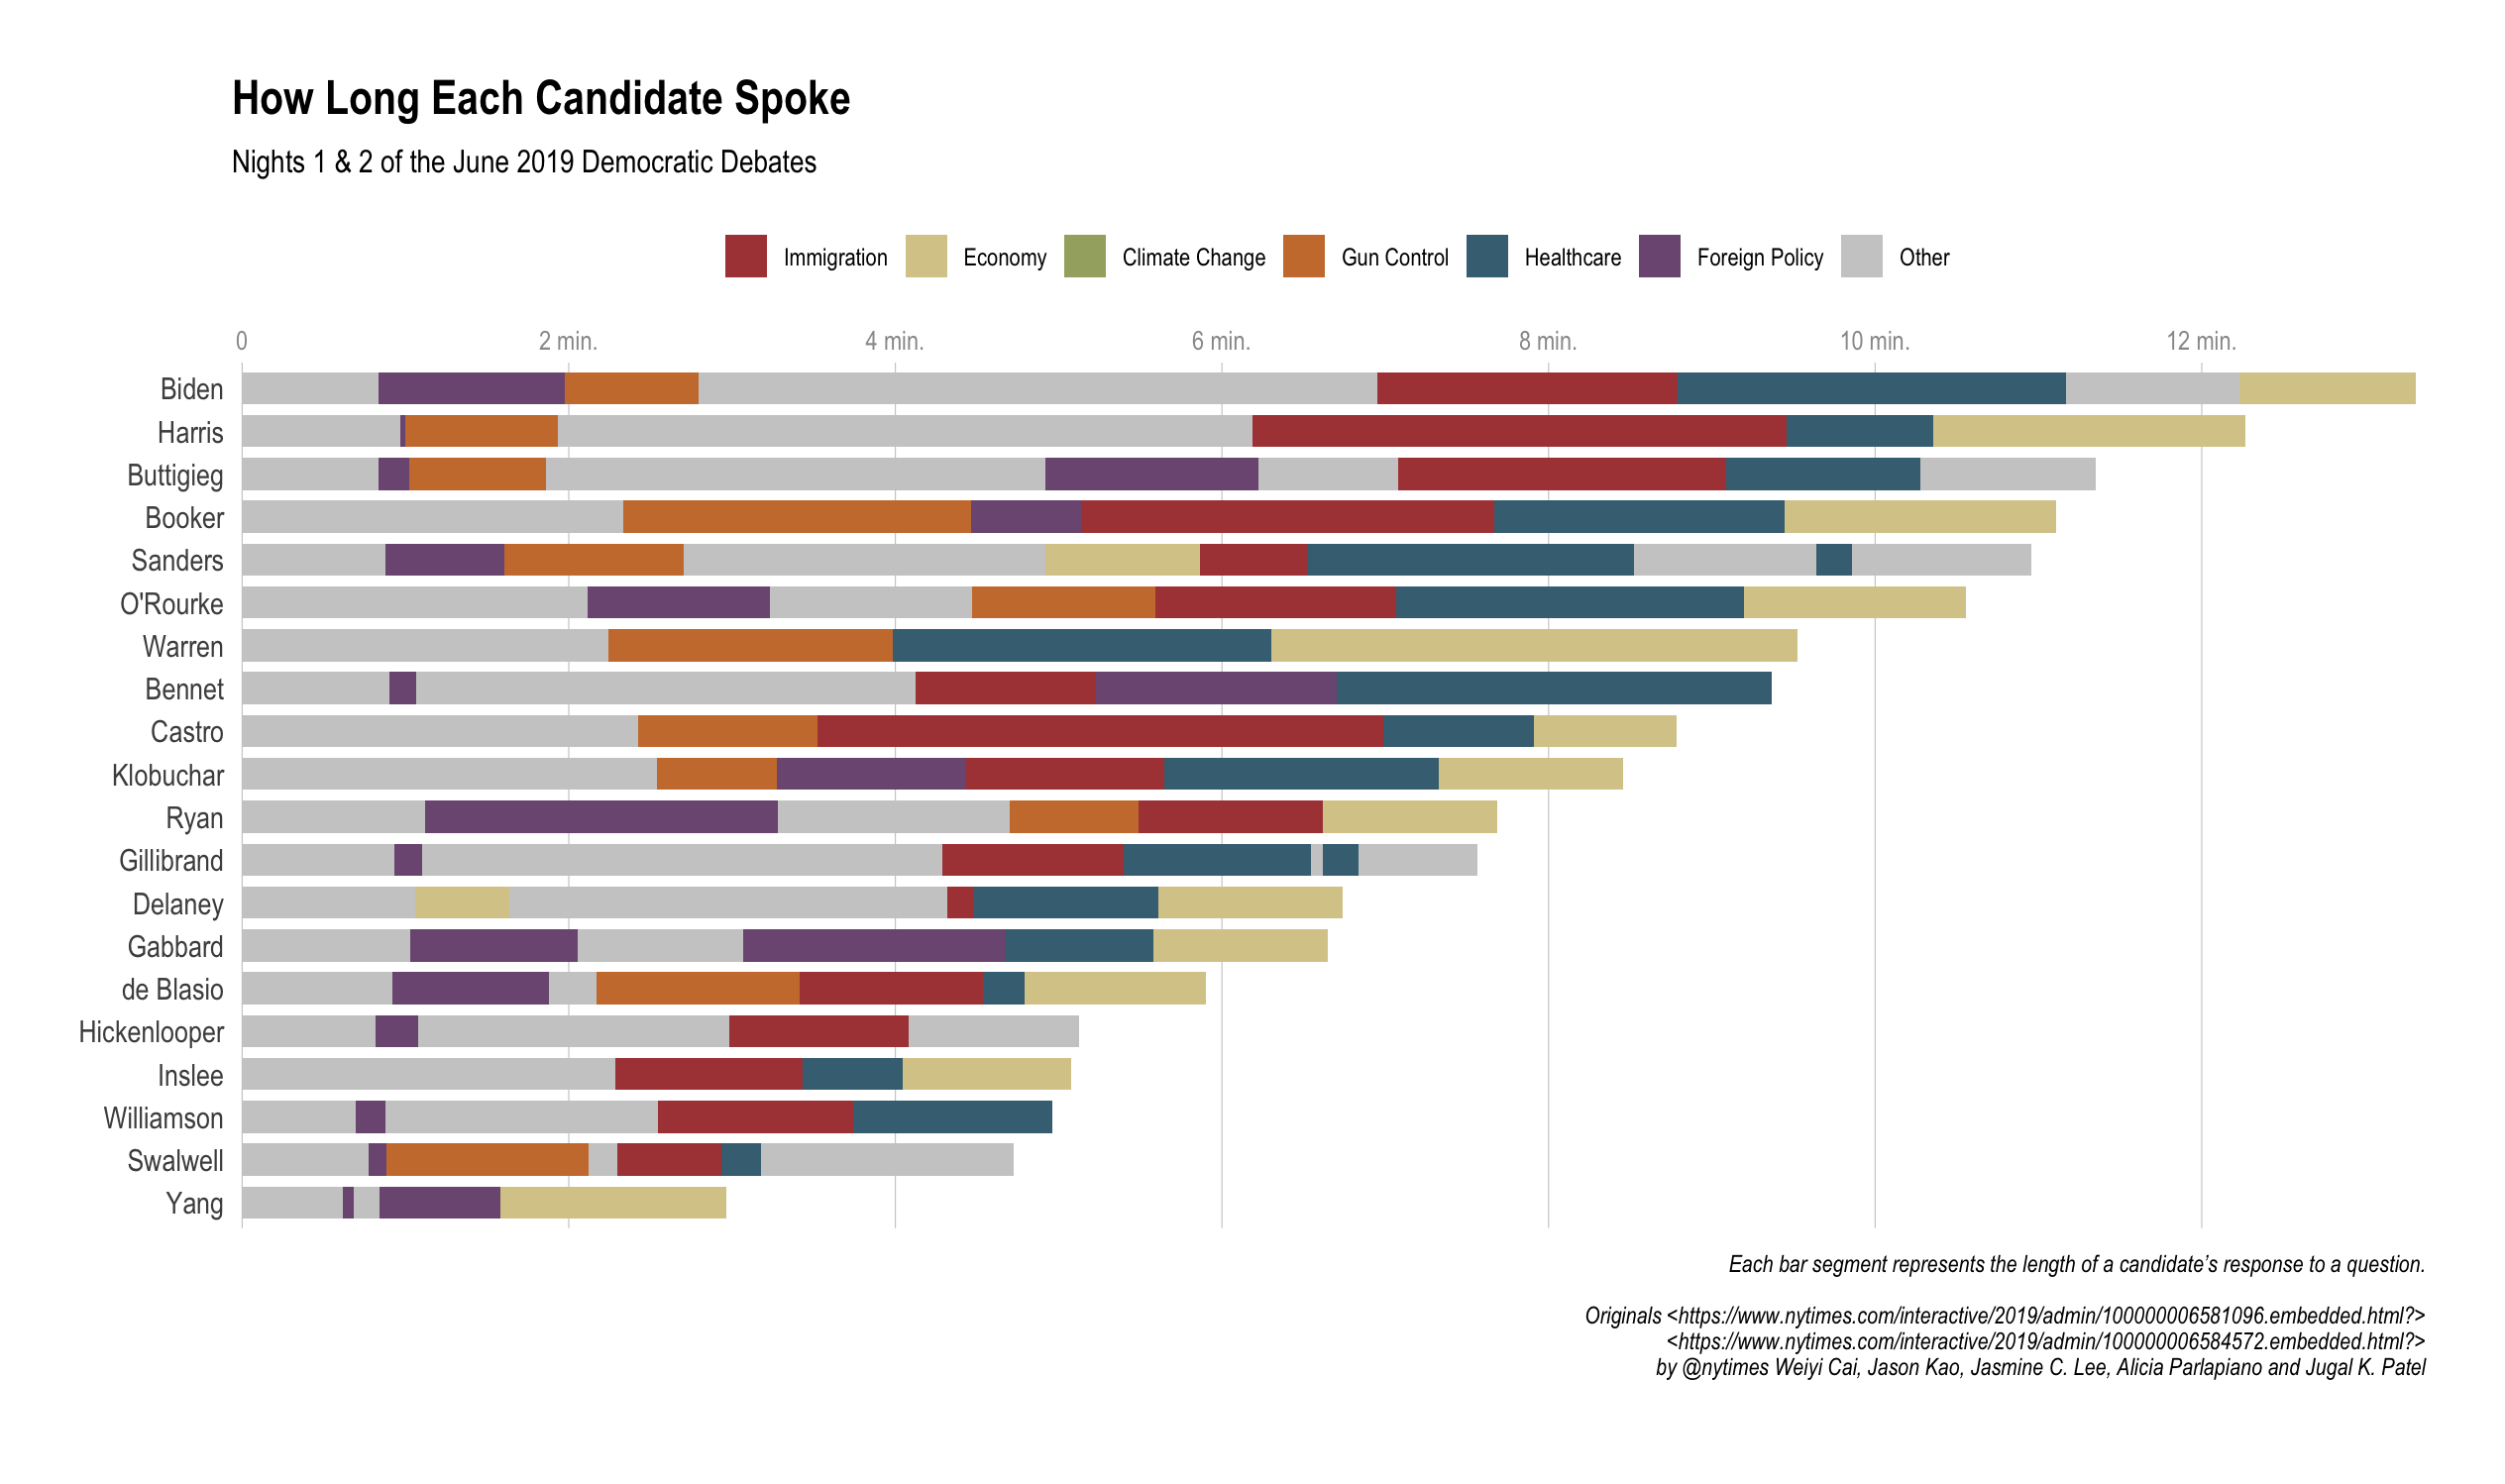 How Long Each Candidate Spoke
Nights 1 & 2 of the June 2019 Democratic Debates
Immigration Economy Climate Change Gun Control Healthcare Foreign Policy Other
0 2 min. 4 min. 6 min. 8 min. 10 min. 12 min.
Biden
Harris
Buttigieg
Booker
Sanders
O'Rourke
Warren
Bennet
Castro
Klobuchar
Ryan
Gillibrand
Delaney
Gabbard
de Blasio
Hickenlooper
Inslee
Williamson
Swalwell
Yang
Each bar segment represents the length of a candidate’s response to a question.
Originals <https://www.nytimes.com/interactive/2019/admin/100000006581096.embedded.html?>
<https://www.nytimes.com/interactive/2019/admin/100000006584572.embedded.html?>
by @nytimes Weiyi Cai, Jason Kao, Jasmine C. Lee, Alicia Parlapiano and Jugal K. Patel